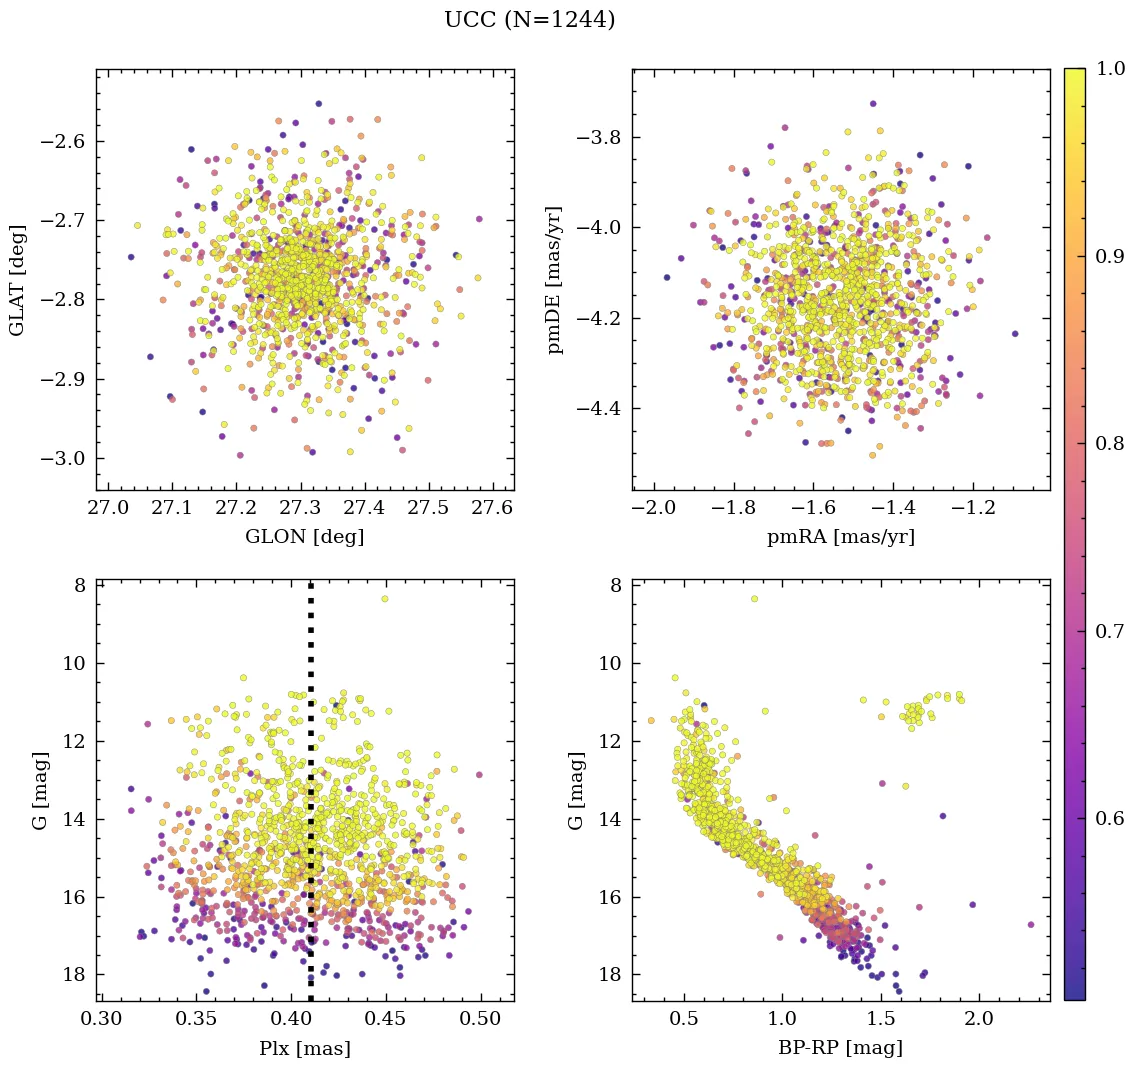 UCC (N=1244)
−2.6
−2.7
−2.8
−2.9
−3.0
GLAT [deg]
27.0 27.1 27.2 27.3 27.4 27.5 27.6
GLON [deg]
−3.8
−4.0
−4.2
−4.4
pmDE [mas/yr]
−2.0 −1.8 −1.6 −1.4 −1.2
pmRA [mas/yr]
8
10
12
14
16
18
G [mag]
0.30 0.35 0.40 0.45 0.50
Plx [mas]
8
10
12
14
16
18
G [mag]
0.5 1.0 1.5 2.0
BP-RP [mag]
1.0
0.9
0.8
0.7
0.6